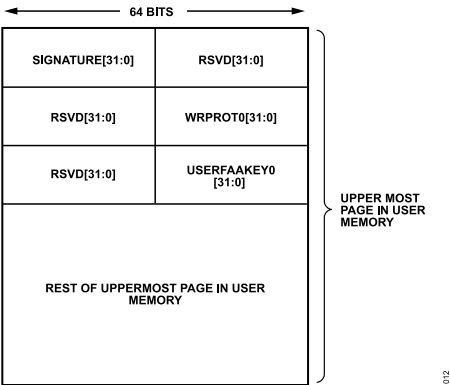 64 BITS
SIGNATURE[31:0]
RSVD[31:0]
RSVD[31:0]
WRPROT0[31:0]
RSVD[31:0]
USERFAAKEY0
[31:0]
UPPER MOST
PAGE IN USER
MEMORY
REST OF UPPERMOST PAGE IN USER
MEMORY
012